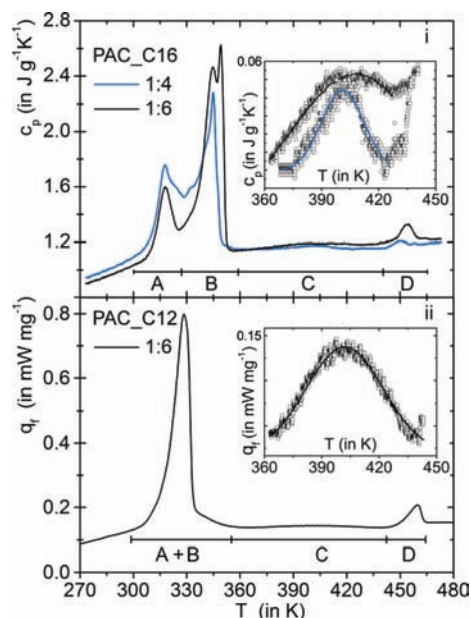 i
PAC_C16
1:4
1:6
c_p (in J g⁻¹K⁻¹)
2.8
2.4
2.0
1.6
1.2
0.06
c_p (in J g⁻¹K⁻¹)
360 390 420 450
T (in K)
A B C D
ii
PAC_C12
1:6
q_f (in mW mg⁻¹)
0.8
0.6
0.4
0.2
0.0
0.15
q_f (in mW mg⁻¹)
360 390 420 450
T (in K)
A + B C D
270 300 330 360 390 420 450 480
T (in K)